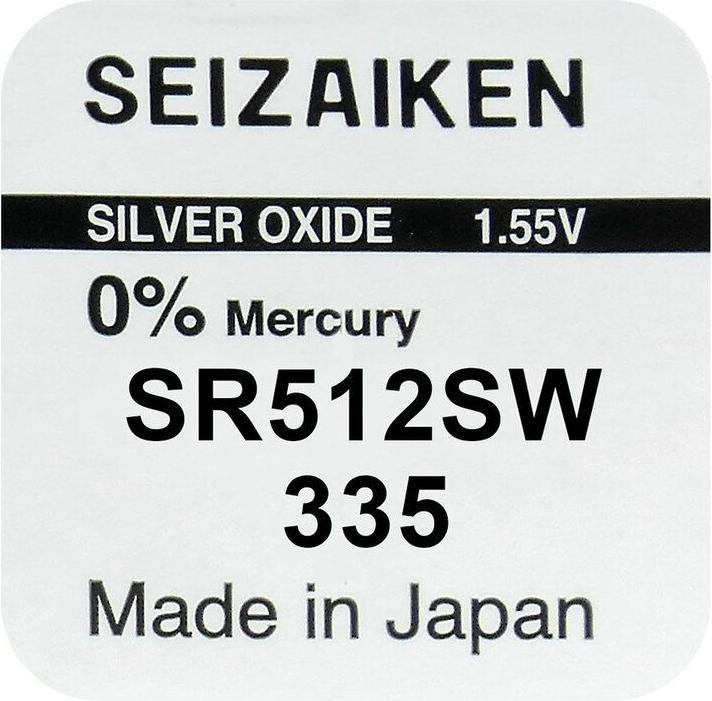 SEIZAIKEN
SILVER OXIDE 1.55V
0% Mercury
SR512SW
335
Made in Japan